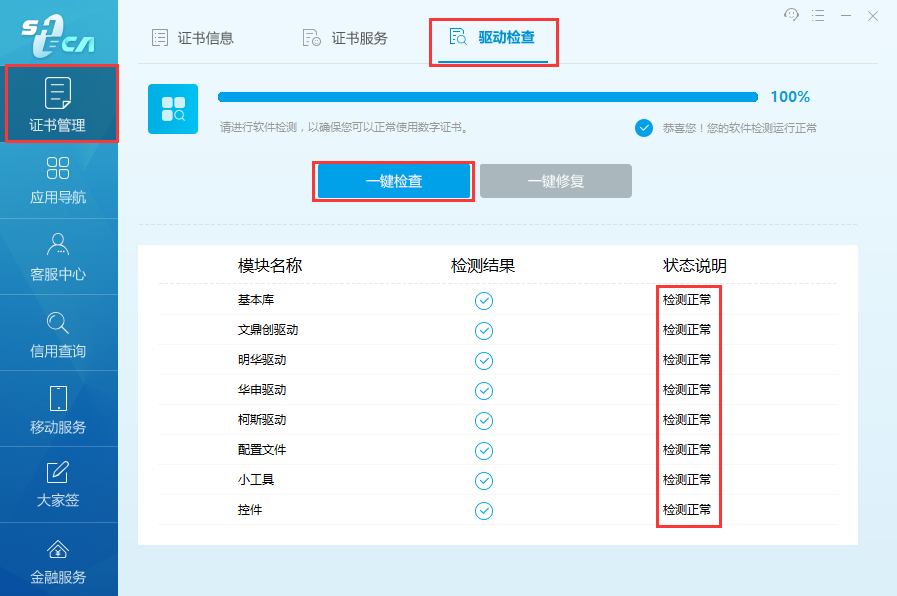 证书信息
证书服务
驱动检查
证书管理
应用导航
客服中心
信用查询
移动服务
大家签
金融服务
100%
请进行软件检测，以确保您可以正常使用数字证书。
恭喜您！您的软件检测运行正常
一键检查
一键修复
模块名称 检测结果 状态说明
基本库 检测正常
文鼎创驱动 检测正常
明华驱动 检测正常
华申驱动 检测正常
柯斯驱动 检测正常
配置文件 检测正常
小工具 检测正常
控件 检测正常